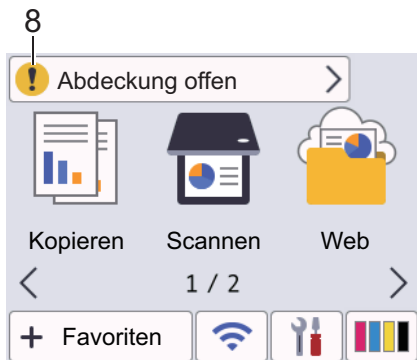 8
Abdeckung offen
Kopieren Scannen Web
1 / 2
+ Favoriten